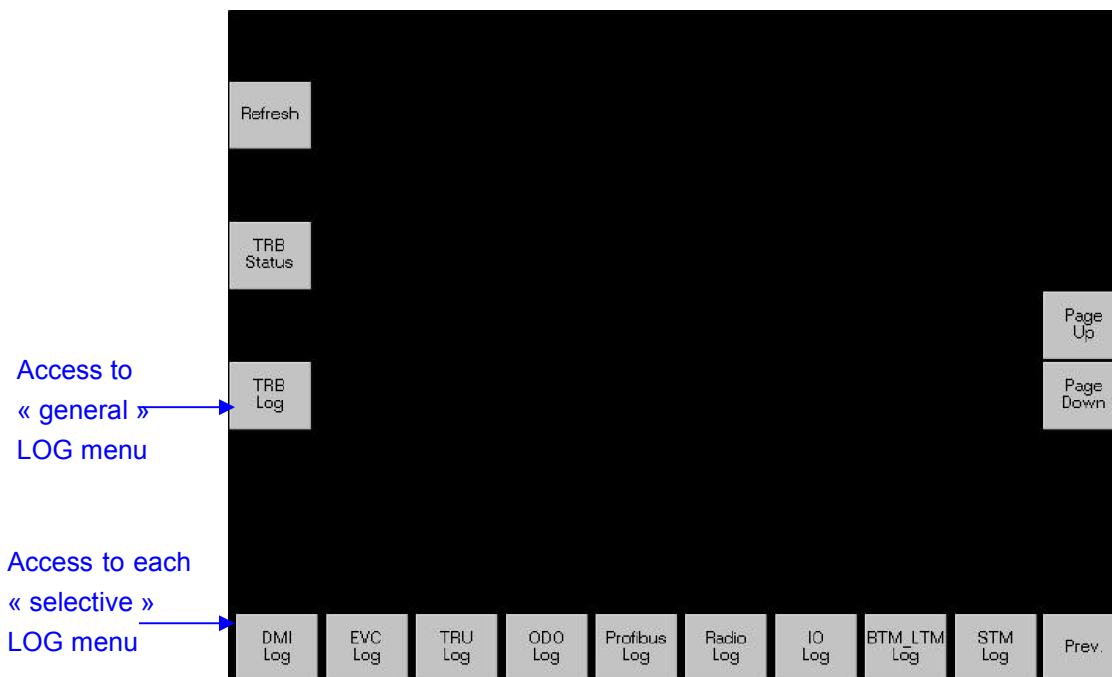 Refresh
TRB
Status
Page
Up
Access to
« general »
LOG menu
TRB
Log
Page
Down
Access to each
« selective »
LOG menu
DMI
Log
EVC
Log
TRU
Log
ODO
Log
Profibus
Log
Radio
Log
IO
Log
BTM_LTM
Log
STM
Log
Prev.